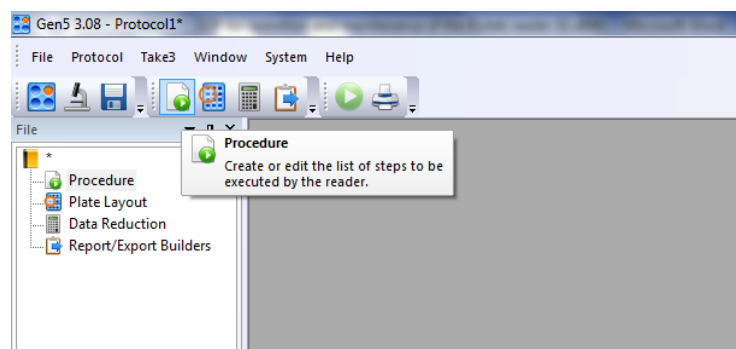 Gen5 3.08 - Protocol1*
File Protocol Take3 Window System Help
File
*
Procedure
Create or edit the list of steps to be
executed by the reader.
Procedure
Plate Layout
Data Reduction
Report/Export Builders